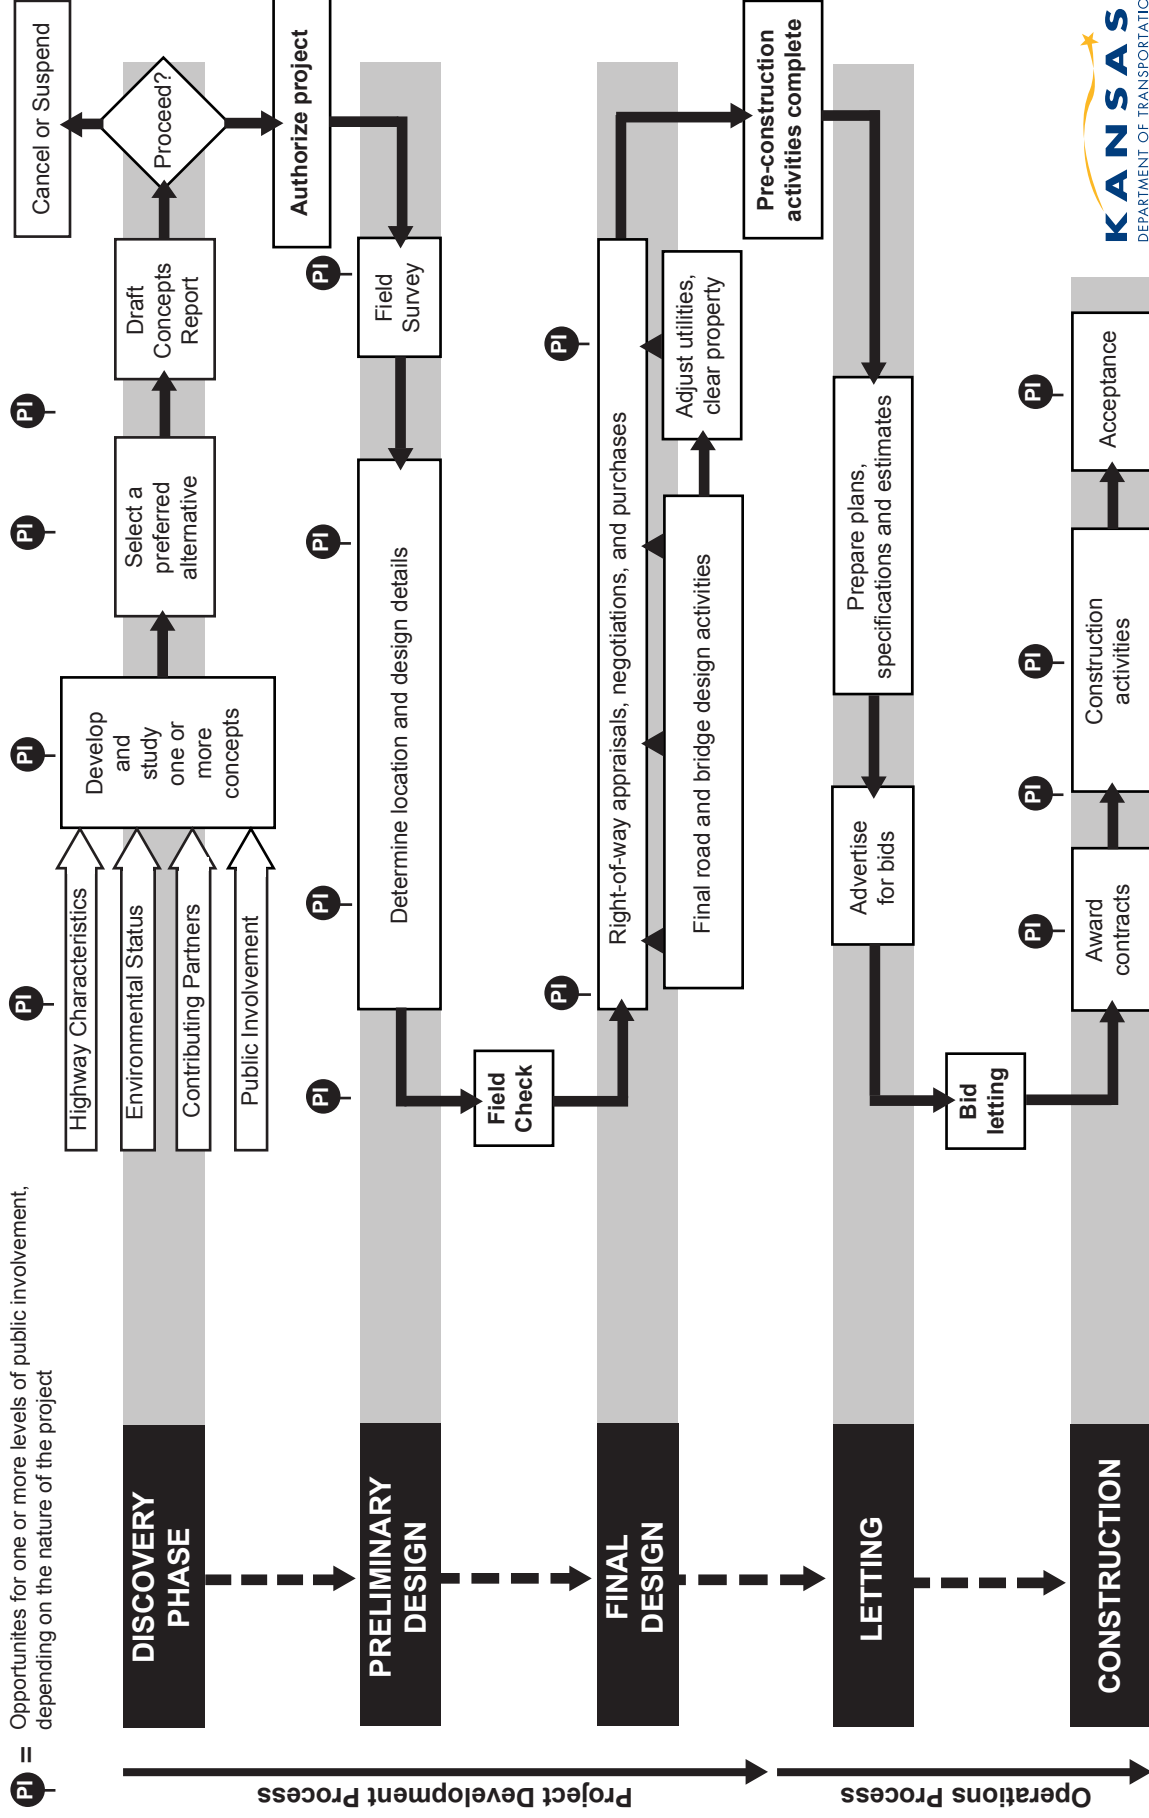 PI = Opportunites for one or more levels of public involvement,
depending on the nature of the project
Project Development Process
Operations Process
DISCOVERY
PHASE
PI
PI
PI
PI
Highway Characteristics
Environmental Status
Contributing Partners
Public Involvement
Develop
and
study
one or
more
concepts
Select a
preferred
alternative
Draft
Concepts
Report
Proceed?
Cancel or Suspend
Authorize project
PRELIMINARY
DESIGN
PI
PI
PI
PI
Field
Survey
Determine location and design details
Field
Check
FINAL
DESIGN
PI
PI
Right-of-way appraisals, negotiations, and purchases
Final road and bridge design activities
Adjust utilities,
clear property
Pre-construction
activities complete
LETTING
Prepare plans,
specifications and estimates
Advertise
for bids
Bid
letting
CONSTRUCTION
PI
PI
PI
PI
Award
contracts
Construction
activities
Acceptance
KANSAS
DEPARTMENT OF